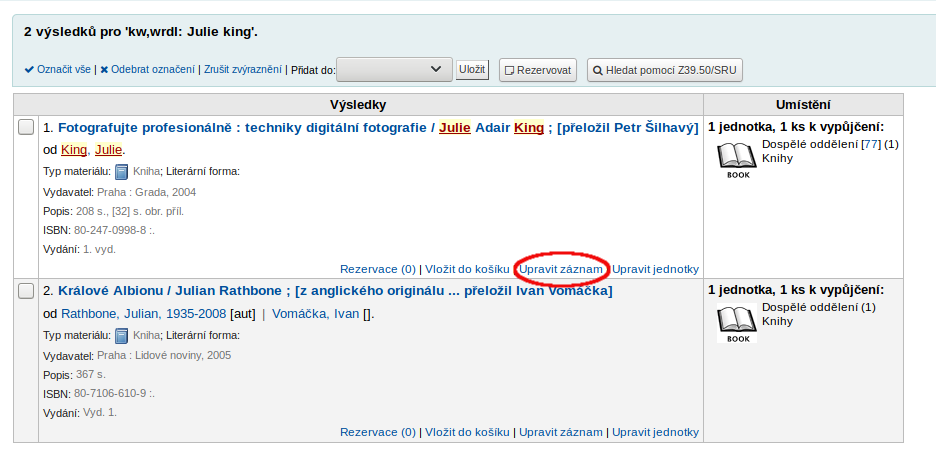 2 výsledků pro 'kw,wrdl: Julie king'.
Označit vše | Odebrat označení | Zrušit zvýraznění | Přidat do: Uložit Rezervovat Hledat pomocí Z39.50/SRU
Výsledky Umístění
1. Fotografujte profesionálně : techniky digitální fotografie / Julie Adair King ; [přeložil Petr Šilhavý]
od King, Julie.
Typ materiálu: Kniha; Literární forma:
Vydavatel: Praha : Grada, 2004
Popis: 208 s., [32] s. obr. příl.
ISBN: 80-247-0998-8 :.
Vydání: 1. vyd.
Rezervace (0) | Vložit do košíku | Upravit záznam | Upravit jednotky
1 jednotka, 1 ks k vypůjčení:
Dospělé oddělení [77] (1)
Knihy
BOOK
2. Králové Albionu / Julian Rathbone ; [z anglického originálu ... přeložil Ivan Vomáčka]
od Rathbone, Julian, 1935-2008 [aut] | Vomáčka, Ivan [].
Typ materiálu: Kniha; Literární forma:
Vydavatel: Praha : Lidové noviny, 2005
Popis: 367 s.
ISBN: 80-7106-610-9 :.
Vydání: Vyd. 1.
Rezervace (0) | Vložit do košíku | Upravit záznam | Upravit jednotky
1 jednotka, 1 ks k vypůjčení:
Dospělé oddělení (1)
Knihy
BOOK